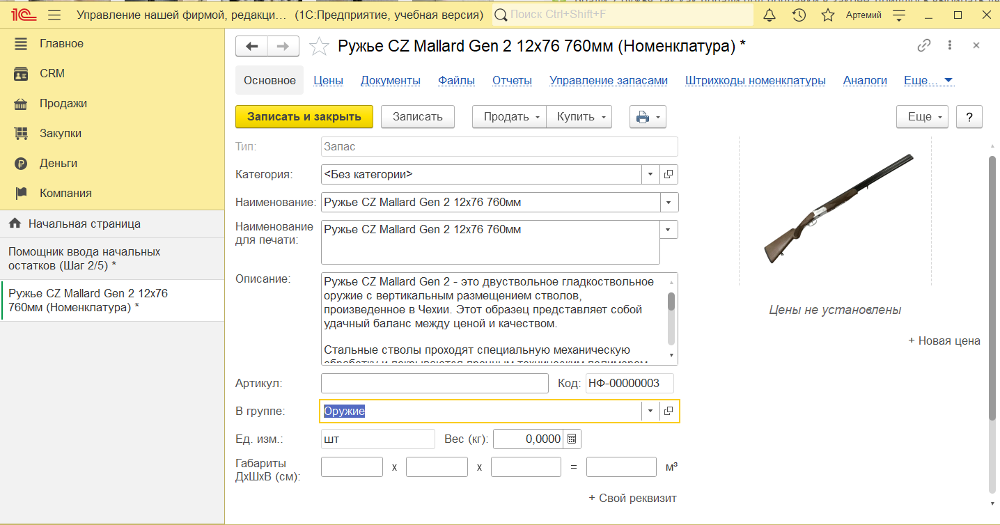 1С Управление нашей фирмой, редакци... (1С:Предприятие, учебная версия) Поиск Ctrl+Shift+F Артемий
Главное
CRM
Продажи
Закупки
Деньги
Компания
Начальная страница
Помощник ввода начальных
остатков (Шаг 2/5) *
Ружье CZ Mallard Gen 2 12x76
760мм (Номенклатура) *
Ружье CZ Mallard Gen 2 12x76 760мм (Номенклатура) *
Основное Цены Документы Файлы Отчеты Управление запасами Штрихкоды номенклатуры Аналоги Еще...
Записать и закрыть Записать Продать Купить Еще ?
Тип: Запас
Категория: <Без категории>
Наименование: Ружье CZ Mallard Gen 2 12x76 760мм
Наименование
для печати:
Ружье CZ Mallard Gen 2 12x76 760мм
Описание: Ружье CZ Mallard Gen 2 - это двуствольное гладкоствольное
оружие с вертикальным размещением стволов,
произведенное в Чехии. Этот образец представляет собой
удачный баланс между ценой и качеством.
Стальные стволы проходят специальную механическую
Артикул: Код: НФ-00000003
В группе: Оружие
Ед. изм.: шт Вес (кг): 0,0000
Габариты
ДхШхВ (см):
x x = м³
+ Свой реквизит
Цены не установлены
+ Новая цена